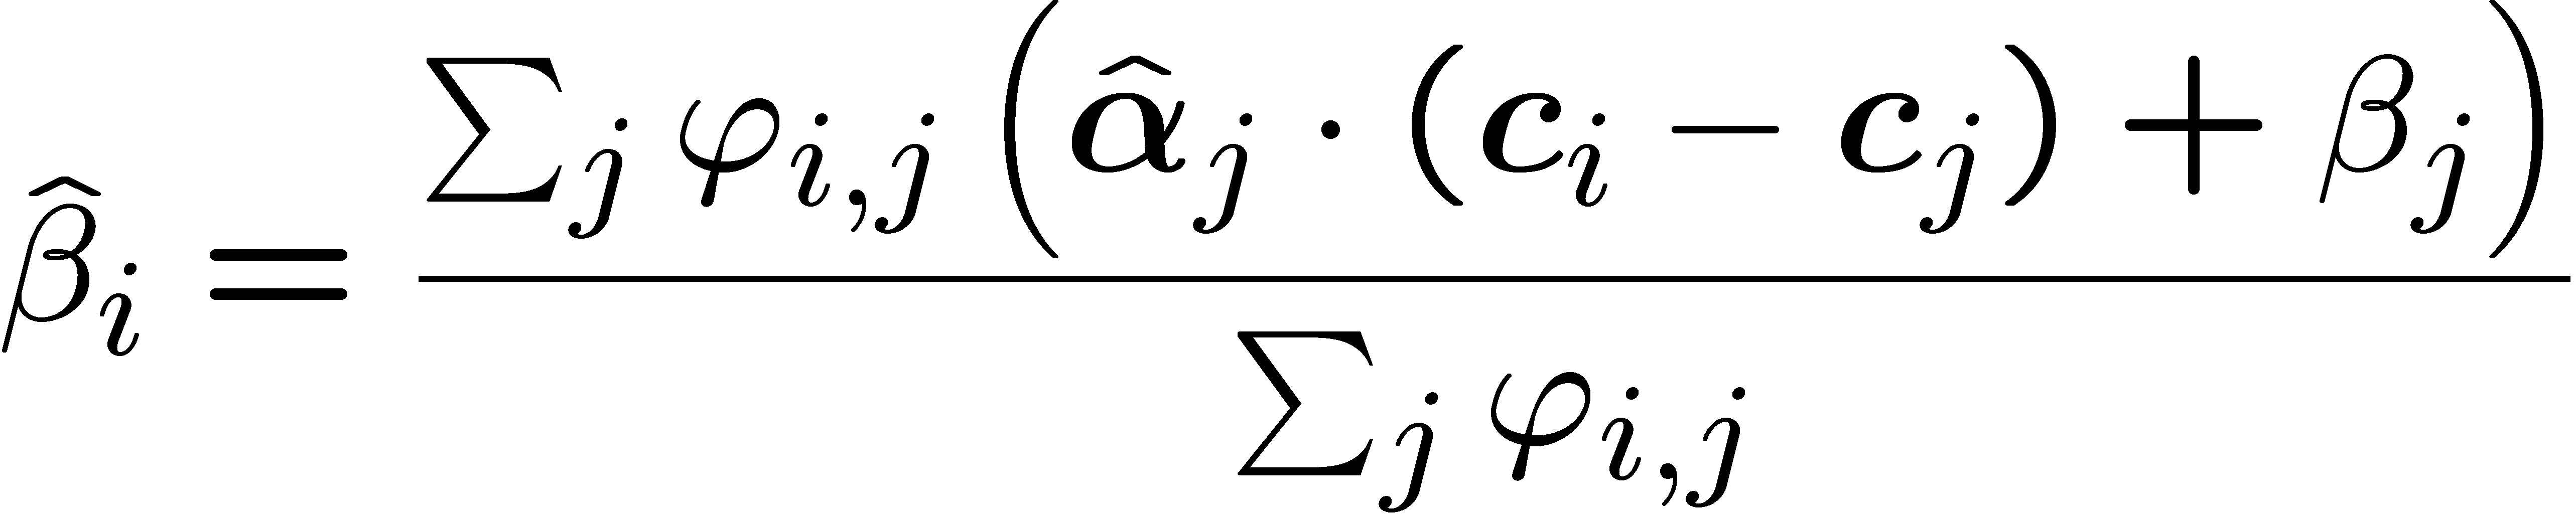 \hat{\beta}_i = \frac{\sum_j \varphi_{i,j} \left( \hat{\boldsymbol{\alpha}}_j \cdot (\boldsymbol{c}_i - \boldsymbol{c}_j) + \beta_j \right)}{\sum_j \varphi_{i,j}}